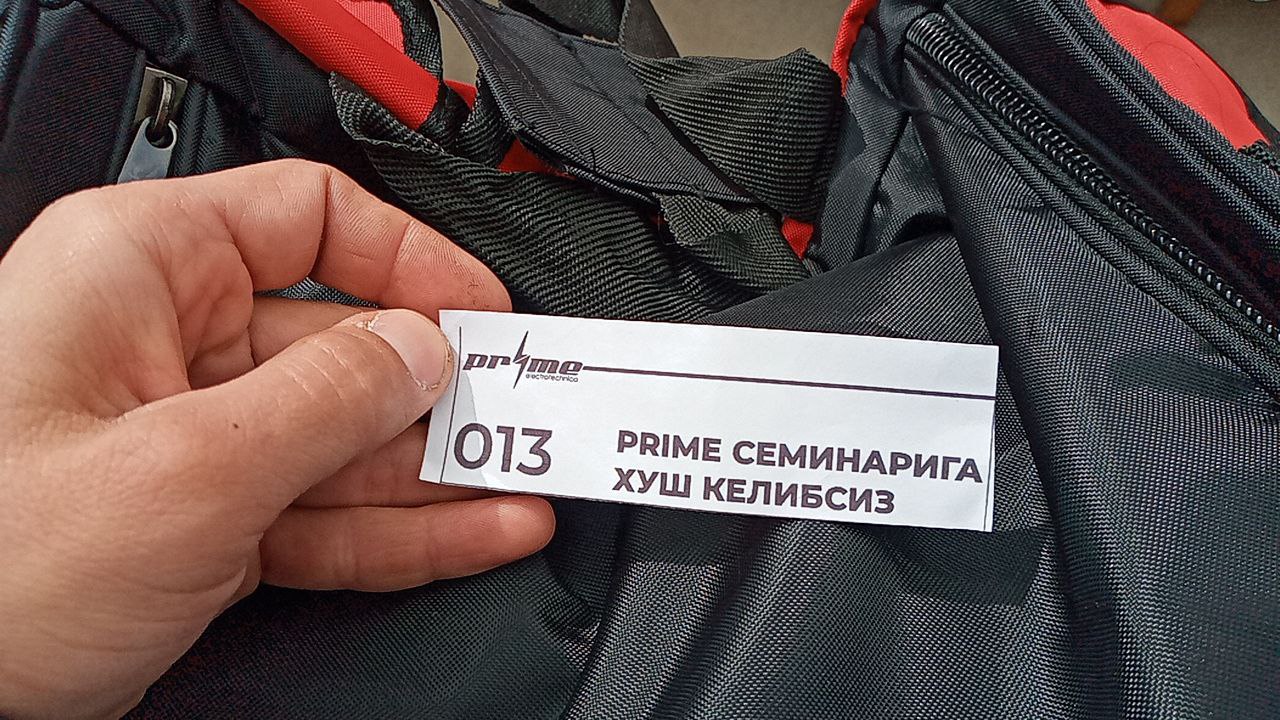 prime
electrotechnica
013
PRIME СЕМИНАРИГА
ХУШ КЕЛИБСИЗ